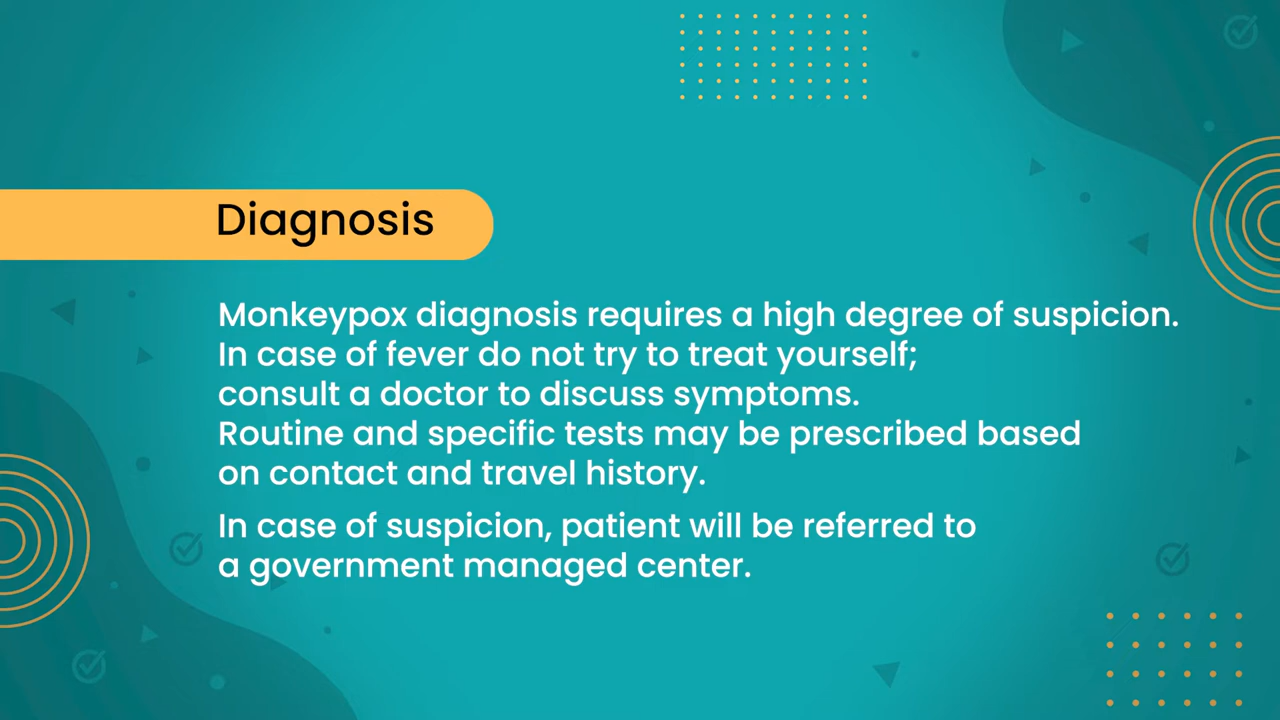 Diagnosis
Monkeypox diagnosis requires a high degree of suspicion.
In case of fever do not try to treat yourself;
consult a doctor to discuss symptoms.
Routine and specific tests may be prescribed based
on contact and travel history.
In case of suspicion, patient will be referred to
a government managed center.